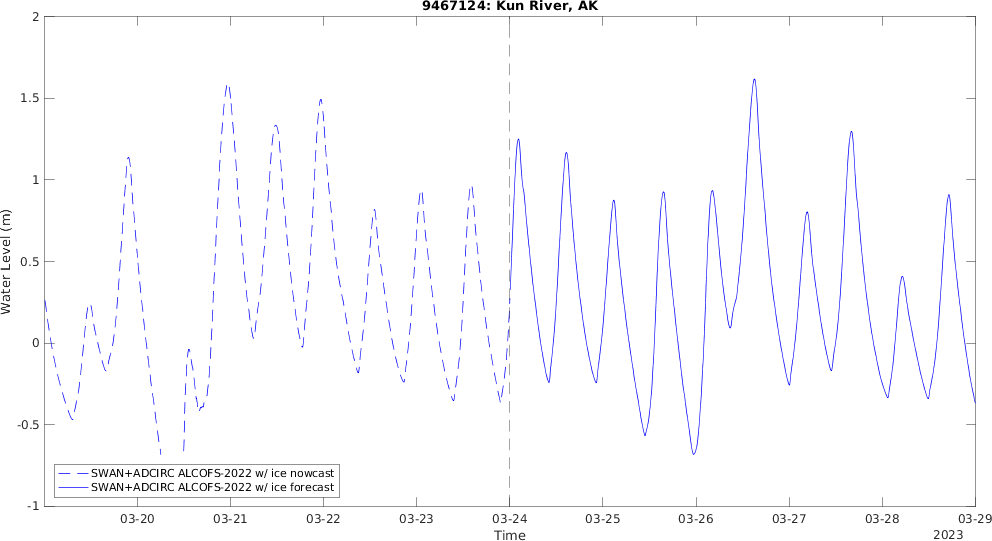 9467124: Kun River, AK
2
1.5
1
0.5
0
-0.5
-1
Water Level (m)
SWAN+ADCIRC ALCOFS-2022 w/ ice nowcast
SWAN+ADCIRC ALCOFS-2022 w/ ice forecast
03-20 03-21 03-22 03-23 03-24 03-25 03-26 03-27 03-28 03-29
Time
2023